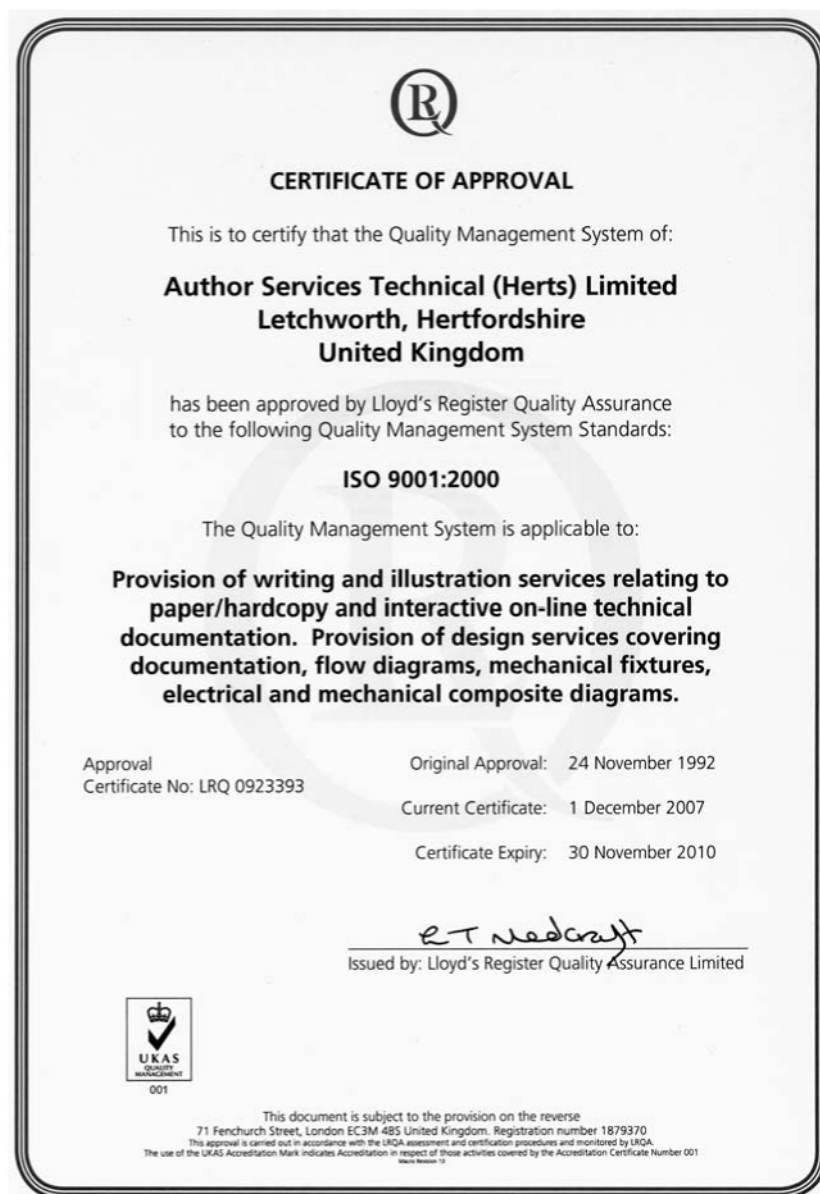 LRQ
CERTIFICATE OF APPROVAL
This is to certify that the Quality Management System of:
Author Services Technical (Herts) Limited
Letchworth, Hertfordshire
United Kingdom
has been approved by Lloyd's Register Quality Assurance
to the following Quality Management System Standards:
ISO 9001:2000
The Quality Management System is applicable to:
Provision of writing and illustration services relating to
paper/hardcopy and interactive on-line technical
documentation.  Provision of design services covering
documentation, flow diagrams, mechanical fixtures,
electrical and mechanical composite diagrams.
Approval
Certificate No: LRQ 0923393
Original Approval: 24 November 1992
Current Certificate: 1 December 2007
Certificate Expiry: 30 November 2010
R T Medcraft
Issued by: Lloyd's Register Quality Assurance Limited
UKAS
QUALITY
MANAGEMENT
001
This document is subject to the provision on the reverse
71 Fenchurch Street, London EC3M 4BS United Kingdom. Registration number 1879370
This approval is carried out in accordance with the LRQA assessment and certification procedures and monitored by LRQA.
The use of the UKAS Accreditation Mark indicates Accreditation in respect of those activities covered by the Accreditation Certificate Number 001
Macro Revision 13